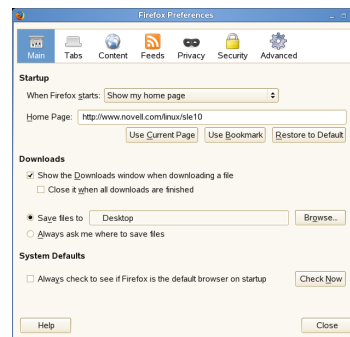 Firefox Preferences
Main Tabs Content Feeds Privacy Security Advanced
Startup
When Firefox starts: Show my home page
Home Page: http://www.novell.com/linux/sle10
Use Current Page Use Bookmark Restore to Default
Downloads
Show the Downloads window when downloading a file
Close it when all downloads are finished
Save files to Desktop Browse...
Always ask me where to save files
System Defaults
Always check to see if Firefox is the default browser on startup Check Now
Help Close